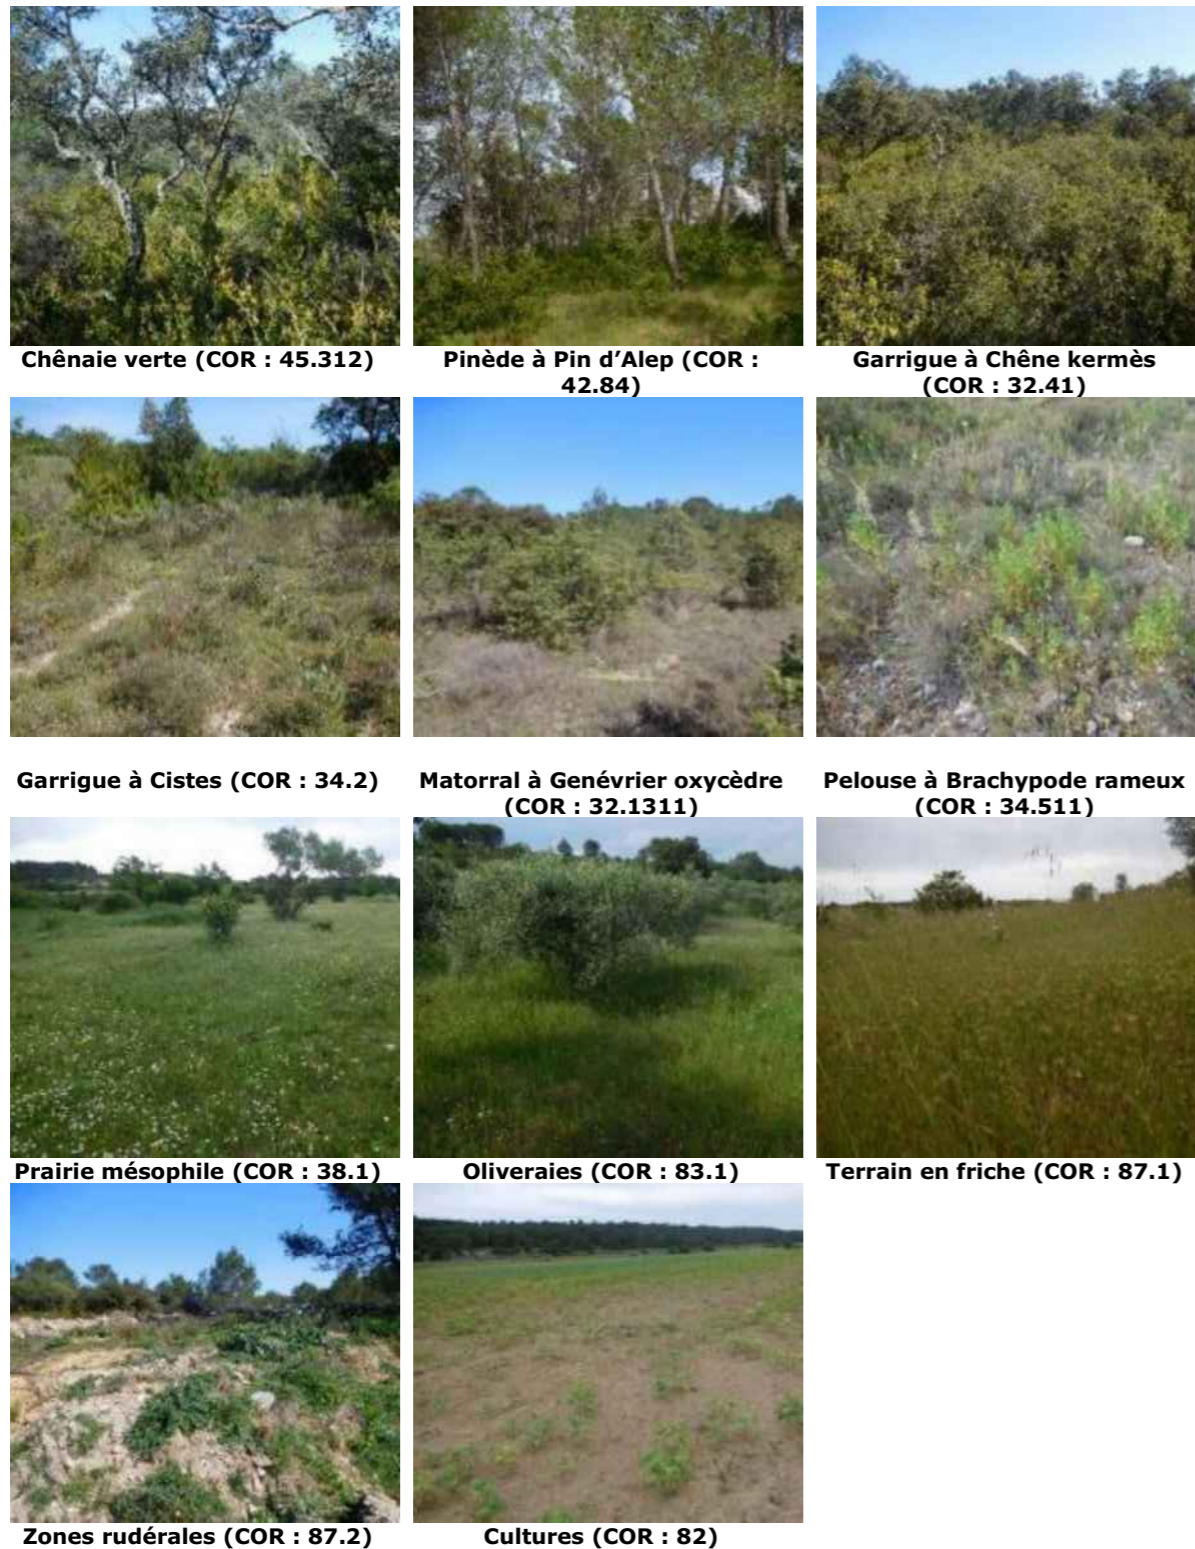 Chênaie verte (COR : 45.312)
Pinède à Pin d’Alep (COR :
42.84)
Garrigue à Chêne kermès
(COR : 32.41)
Garrigue à Cistes (COR : 34.2)
Matorral à Genévrier oxycèdre
(COR : 32.1311)
Pelouse à Brachypode rameux
(COR : 34.511)
Prairie mésophile (COR : 38.1)
Oliveraies (COR : 83.1)
Terrain en friche (COR : 87.1)
Zones rudérales (COR : 87.2)
Cultures (COR : 82)